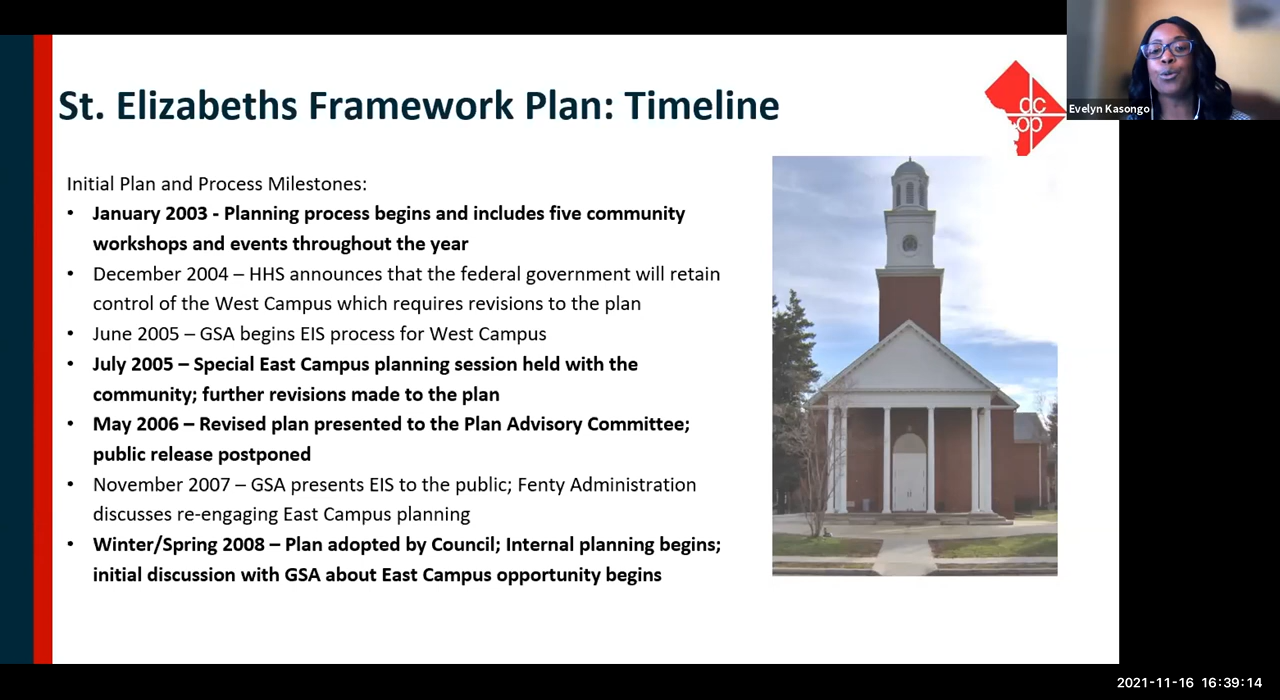 St. Elizabeths Framework Plan: Timeline
dc
op
Evelyn Kasongo
Initial Plan and Process Milestones:
• January 2003 - Planning process begins and includes five community
workshops and events throughout the year
• December 2004 – HHS announces that the federal government will retain
control of the West Campus which requires revisions to the plan
• June 2005 – GSA begins EIS process for West Campus
• July 2005 – Special East Campus planning session held with the
community; further revisions made to the plan
• May 2006 – Revised plan presented to the Plan Advisory Committee;
public release postponed
• November 2007 – GSA presents EIS to the public; Fenty Administration
discusses re-engaging East Campus planning
• Winter/Spring 2008 – Plan adopted by Council; Internal planning begins;
initial discussion with GSA about East Campus opportunity begins
2021-11-16 16:39:14